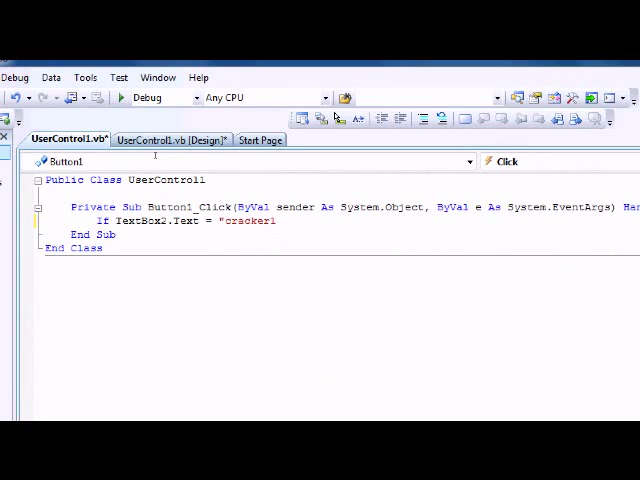 Debug Data Tools Test Window Help
Debug Any CPU
UserControl1.vb* UserControl1.vb [Design]* Start Page
Button1 Click
Public Class UserControl1
Private Sub Button1_Click(ByVal sender As System.Object, ByVal e As System.EventArgs) Han
If TextBox2.Text = "cracker1
End Sub
End Class